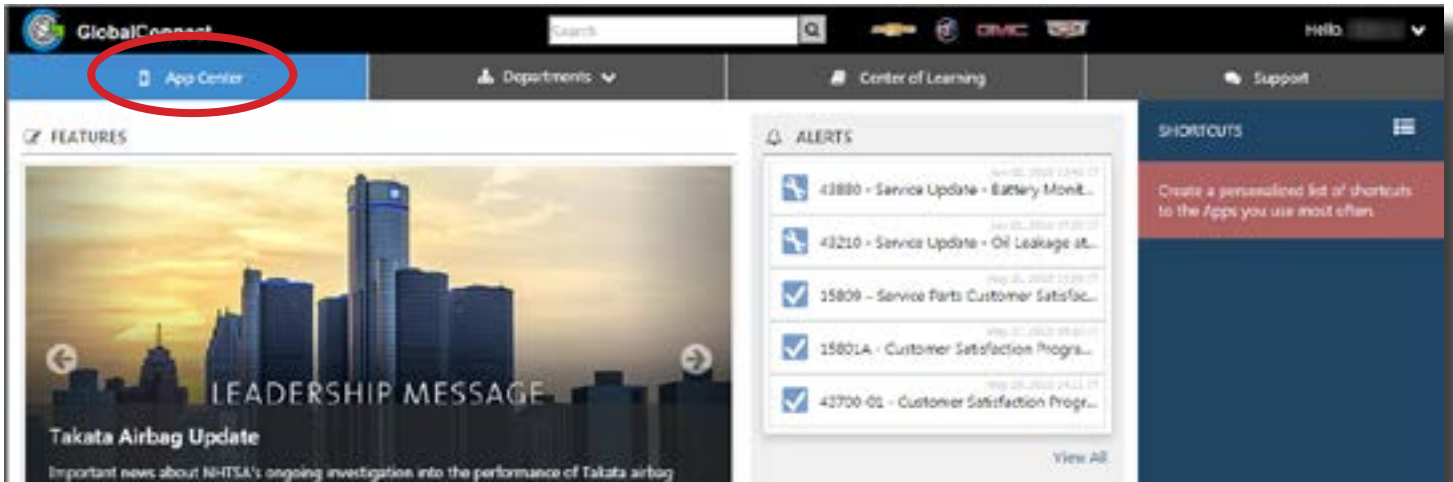 GlobalConnect
Search
GMC
Hello,
App Center
Departments
Center of Learning
Support
FEATURES
LEADERSHIP MESSAGE
Takata Airbag Update
Important news about NHTSA's ongoing investigation into the performance of Takata airbag
ALERTS
43880 - Service Update - Battery Monit...
43210 - Service Update - Oil Leakage at...
15809 - Service Parts Customer Satisfac...
15801A - Customer Satisfaction Progra...
43700-01 - Customer Satisfaction Progr...
View All
SHORTCUTS
Create a personalized list of shortcuts
to the Apps you use most often.